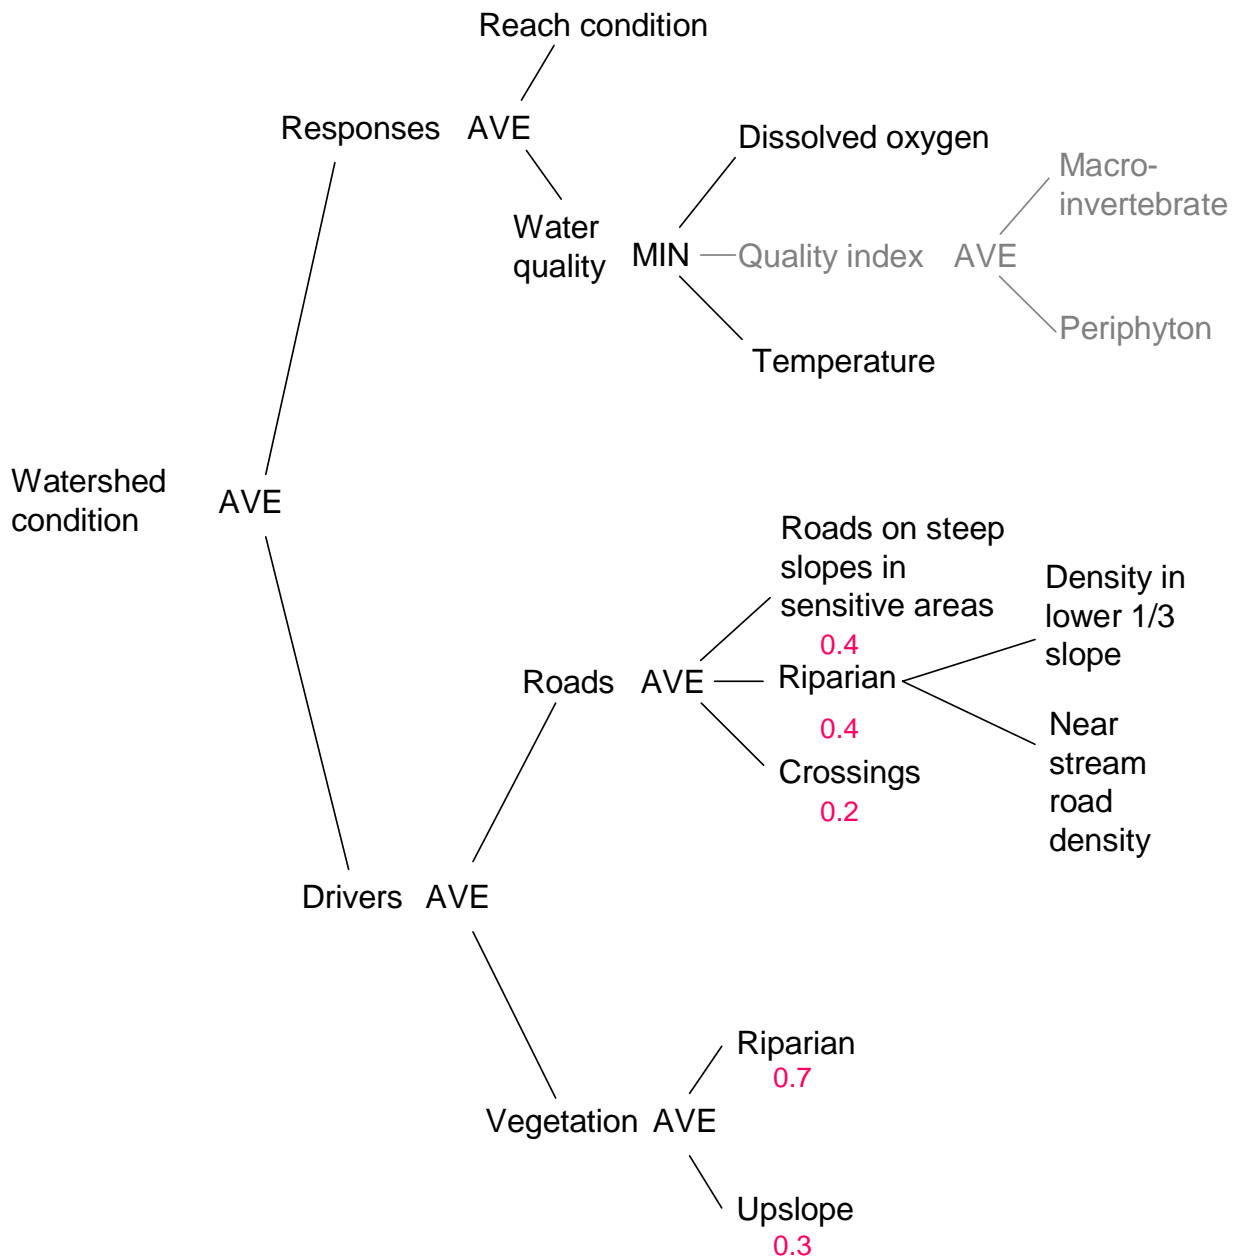 Reach condition
Responses AVE
Dissolved oxygen
Macro-
invertebrate
Water
quality
MIN
Quality index AVE
Periphyton
Temperature
Watershed
condition
AVE
Roads on steep
slopes in
sensitive areas
0.4
Density in
lower 1/3
slope
Roads AVE
Riparian
0.4
Near
stream
road
density
Crossings
0.2
Drivers AVE
Riparian
0.7
Vegetation AVE
Upslope
0.3